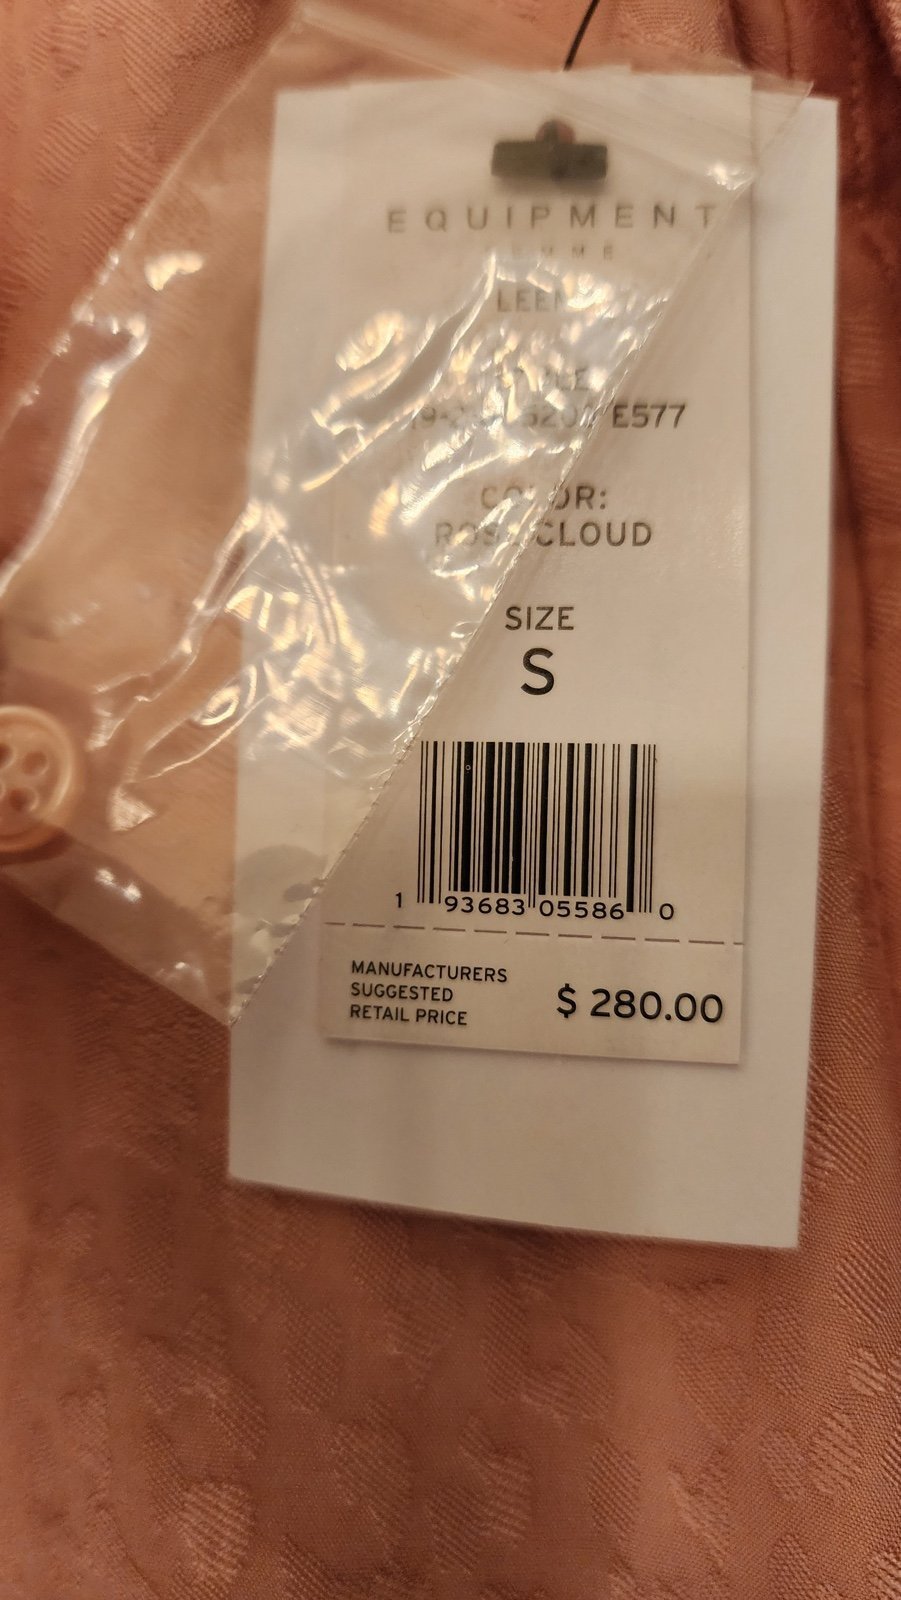 EQUIPMENT
E577
COLOR:
CLOUD
SIZE
S
1 93683 05586 0
MANUFACTURERS
SUGGESTED
RETAIL PRICE
$ 280.00